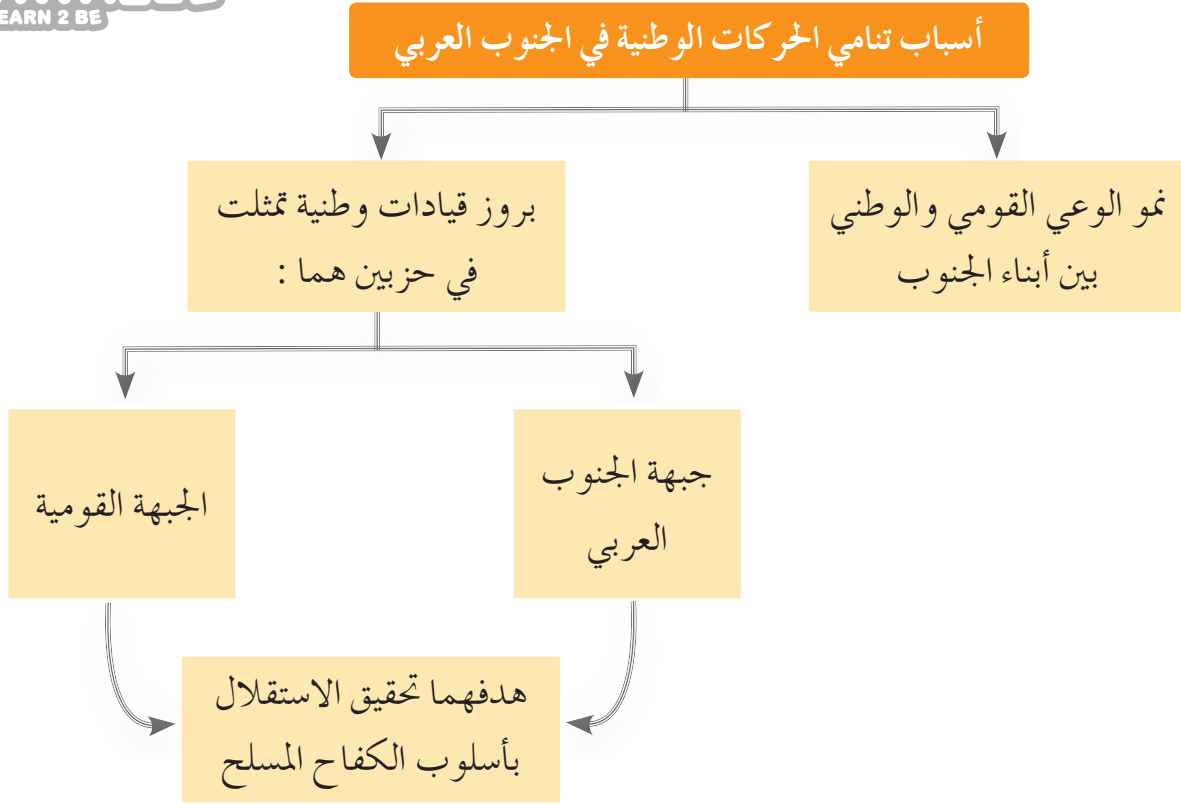 EARN 2 BE
أسباب تنامي الحركات الوطنية في الجنوب العربي
نمو الوعي القومي والوطني
بين أبناء الجنوب
بروز قيادات وطنية تمثلت
في حزبين هما :
جبهة الجنوب
العربي
الجبهة القومية
هدفهما تحقيق الاستقلال
بأسلوب الكفاح المسلح